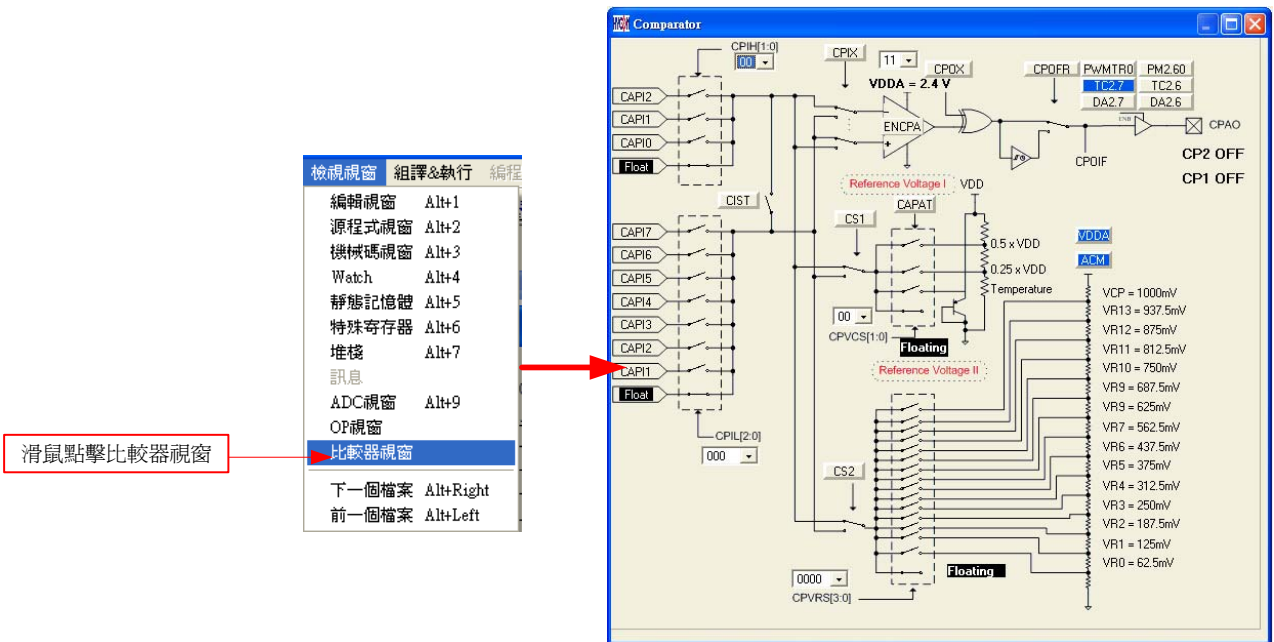 滑鼠點擊比較器視窗
檢視視窗 組譯&執行 編程
編輯視窗 Alt+1
源程式視窗 Alt+2
機械碼視窗 Alt+3
Watch Alt+4
靜態記憶體 Alt+5
特殊寄存器 Alt+6
堆棧 Alt+7
訊息
ADC視窗 Alt+9
OP視窗
比較器視窗
下一個檔案 Alt+Right
前一個檔案 Alt+Left
Comparator
CPIH[1:0]
00
CAPI2
CAPI1
CAPI0
Float
CPIX
11
CPOX
VDDA = 2.4 V
ENCPA
CPOFR
PWMTR0 PM2.60
TC2.7 TC2.6
DA2.7 DA2.6
CPOIF
CPAO
CP2 OFF
CP1 OFF
CIST
CAPI7
CAPI6
CAPI5
CAPI4
CAPI3
CAPI2
CAPI1
Float
CPIL[2:0]
000
Reference Voltage I
VDD
CAPAT
CS1
0.5 x VDD
0.25 x VDD
Temperature
00
CPVCS[1:0]
Floating
Reference Voltage II
CS2
0000
CPVRS[3:0]
Floating
VDDA
ACM
VCP = 1000mV
VR13 = 937.5mV
VR12 = 875mV
VR11 = 812.5mV
VR10 = 750mV
VR9 = 687.5mV
VR9 = 625mV
VR7 = 562.5mV
VR6 = 437.5mV
VR5 = 375mV
VR4 = 312.5mV
VR3 = 250mV
VR2 = 187.5mV
VR1 = 125mV
VR0 = 62.5mV